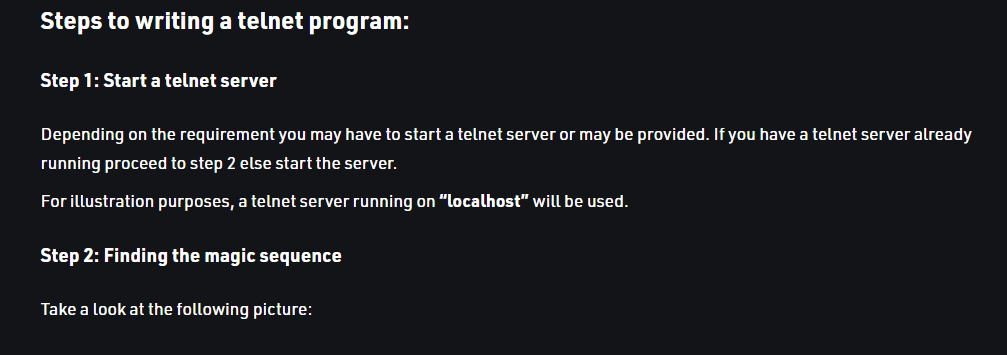 Steps to writing a telnet program:
Step 1: Start a telnet server
Depending on the requirement you may have to start a telnet server or may be provided. If you have a telnet server already
running proceed to step 2 else start the server.
For illustration purposes, a telnet server running on “localhost” will be used.
Step 2: Finding the magic sequence
Take a look at the following picture: